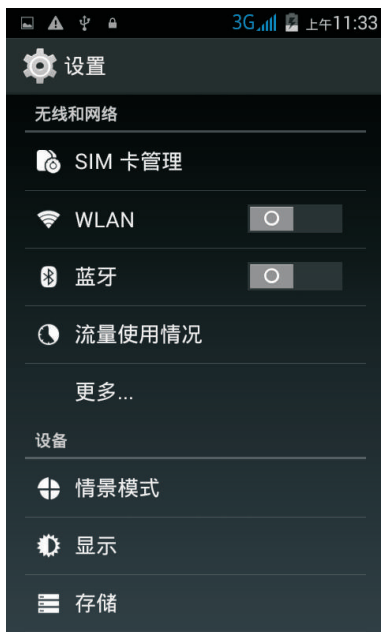 3G 上午11:33
设置
无线和网络
SIM 卡管理
WLAN
蓝牙
流量使用情况
更多...
设备
情景模式
显示
存储